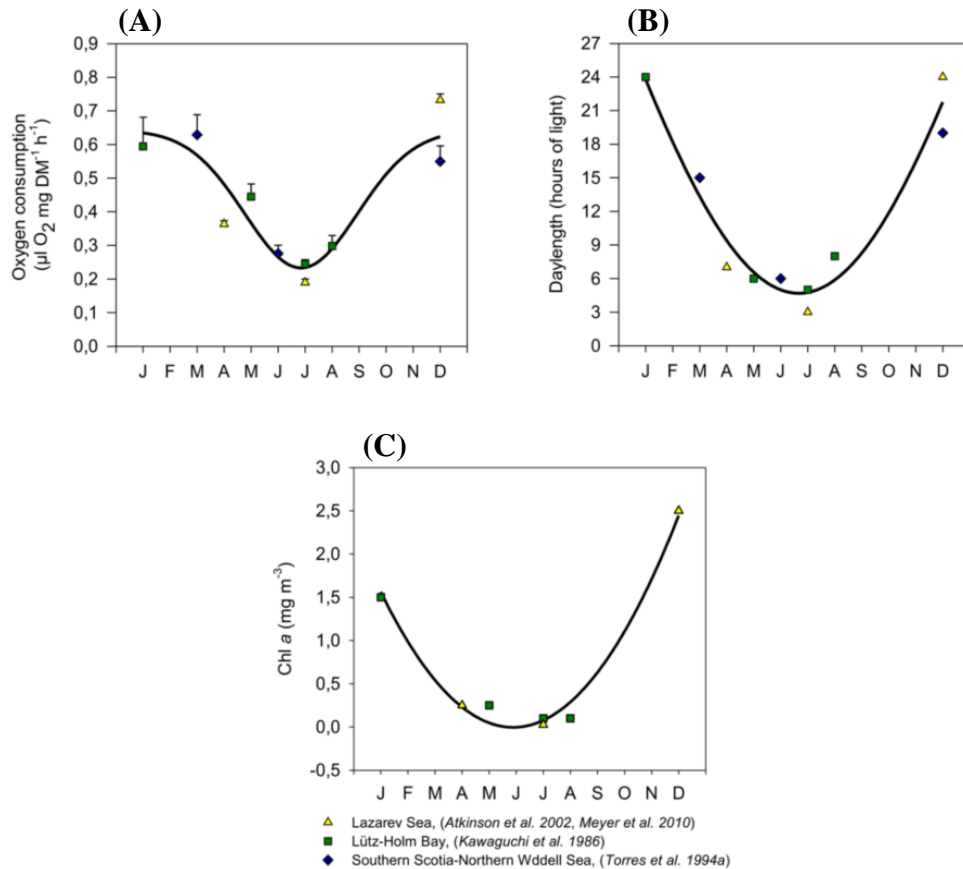 (A)
0,9
0,8
0,7
0,6
0,5
0,4
0,3
0,2
0,1
0,0
Oxygen consumption
(µl O2 mg DM⁻¹ h⁻¹)
J F M A M J J A S O N D
(B)
27
24
21
18
15
12
9
6
3
0
Daylength (hours of light)
J F M A M J J A S O N D
(C)
3,0
2,5
2,0
1,5
1,0
0,5
0,0
-0,5
Chl a (mg m⁻³)
J F M A M J J A S O N D
Lazarev Sea, (Atkinson et al. 2002, Meyer et al. 2010)
Lütz-Holm Bay, (Kawaguchi et al. 1986)
Southern Scotia-Northern Wddell Sea, (Torres et al. 1994a)